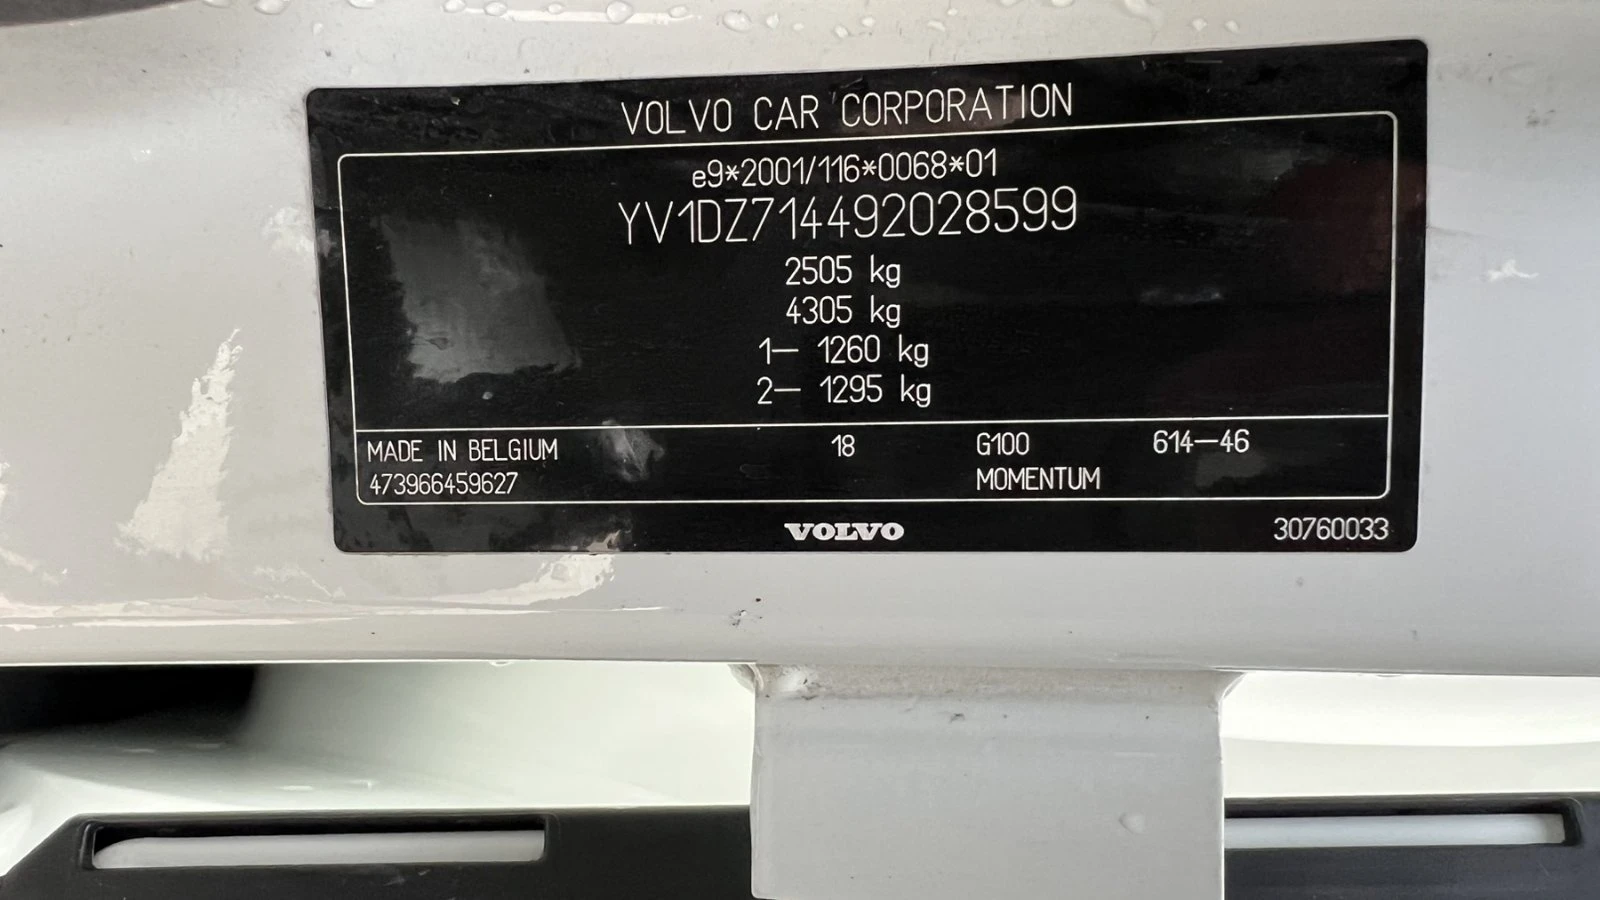 VOLVO CAR CORPORATION
e9*2001/116*0068*01
YV1DZ714492028599
2505 kg
4305 kg
1— 1260 kg
2— 1295 kg
MADE IN BELGIUM 18 G100 614—46
473966459627 MOMENTUM
VOLVO 30760033